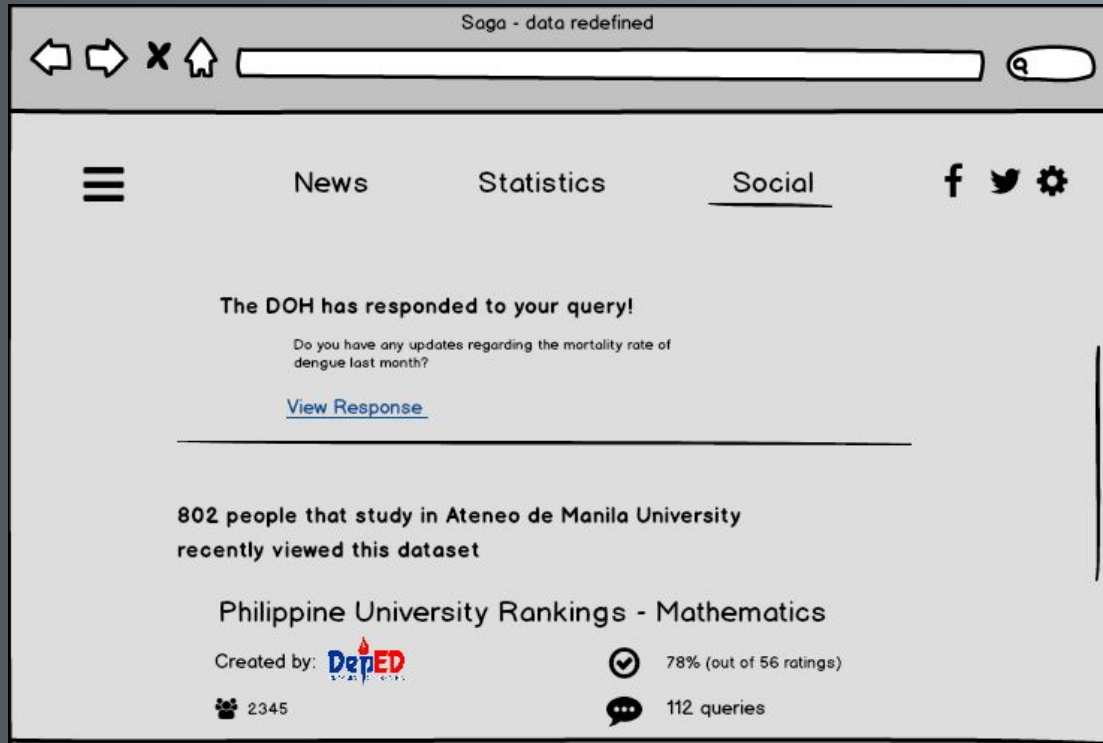 Saga - data redefined
News Statistics Social
The DOH has responded to your query!
Do you have any updates regarding the mortality rate of
dengue last month?
View Response
802 people that study in Ateneo de Manila University
recently viewed this dataset
Philippine University Rankings - Mathematics
Created by: DepED
78% (out of 56 ratings)
2345
112 queries